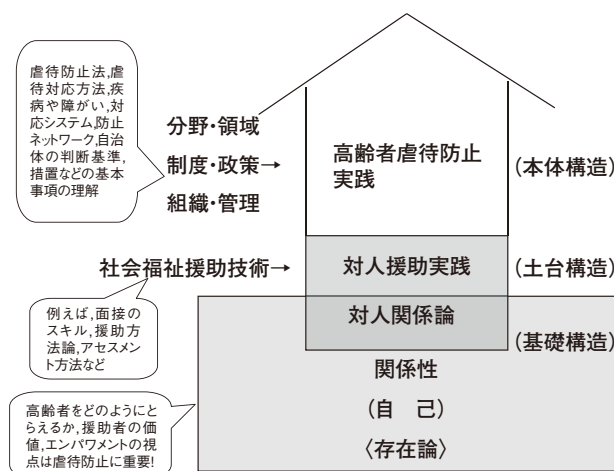 虐待防止法,虐
待対応方法,疾
病や障がい,対
応システム,防止
ネットワーク,自治
体の判断基準,
措置などの基本
事項の理解
分野・領域
制度・政策→
組織・管理
高齢者虐待防止
実践
(本体構造)
社会福祉援助技術→
対人援助実践
(土台構造)
例えば,面接の
スキル,援助方
法論,アセスメン
ト方法など
対人関係論
(基礎構造)
関係性
(自 己)
〈存在論〉
高齢者をどのようにと
らえるか,援助者の価
値,エンパワメントの視
点は虐待防止に重要!